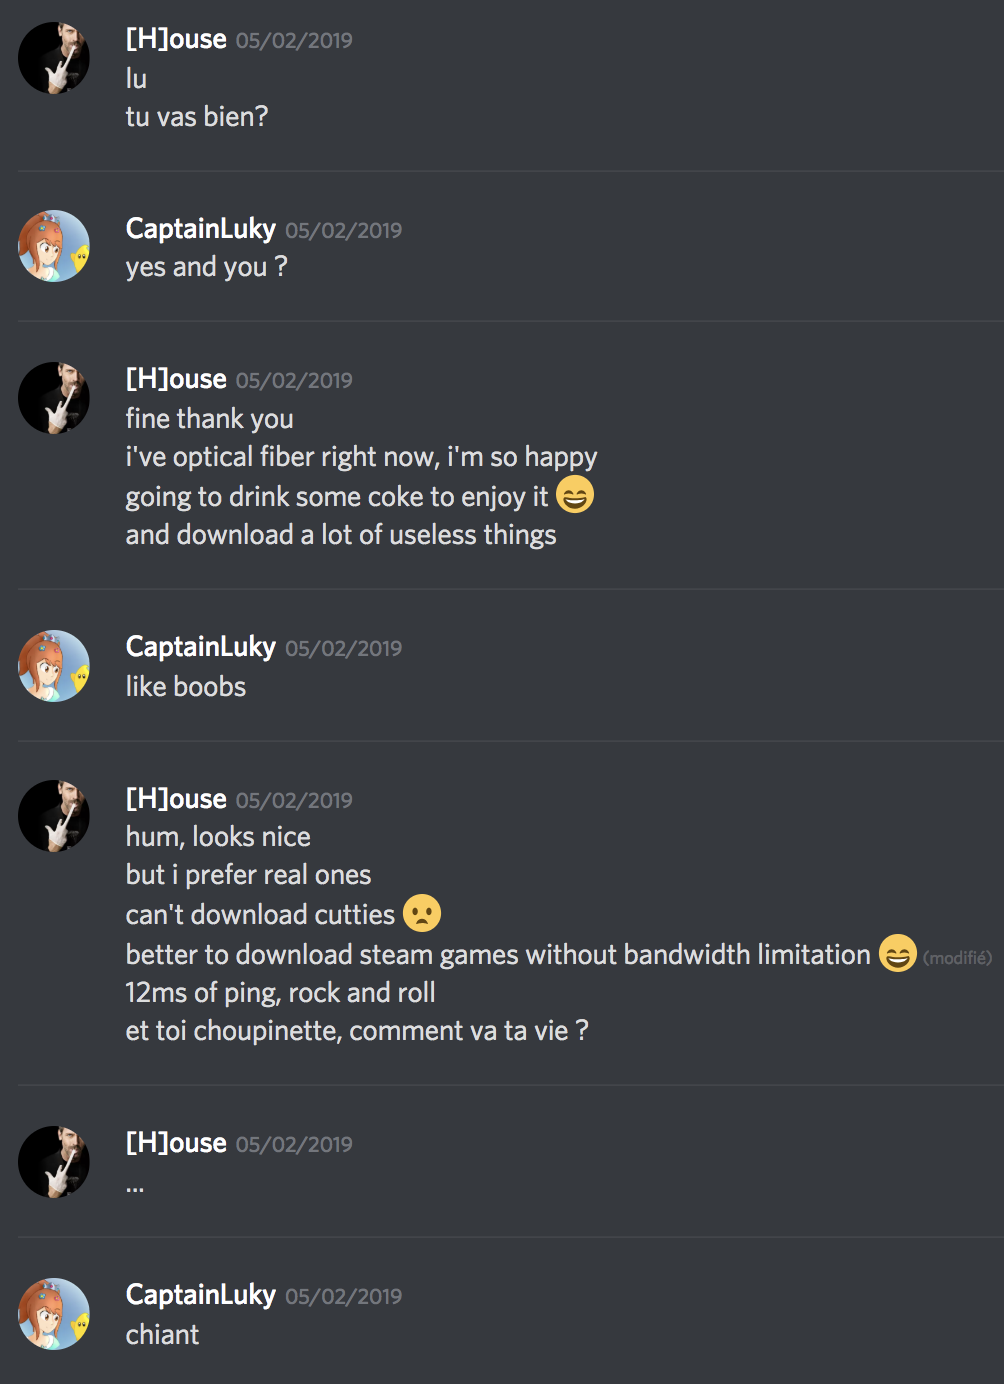 [H]ouse 05/02/2019
lu
tu vas bien?
CaptainLuky 05/02/2019
yes and you ?
[H]ouse 05/02/2019
fine thank you
i've optical fiber right now, i'm so happy
going to drink some coke to enjoy it 😄
and download a lot of useless things
CaptainLuky 05/02/2019
like boobs
[H]ouse 05/02/2019
hum, looks nice
but i prefer real ones
can't download cutties 😦
better to download steam games without bandwidth limitation 😄 (modifié)
12ms of ping, rock and roll
et toi choupinette, comment va ta vie ?
[H]ouse 05/02/2019
...
CaptainLuky 05/02/2019
chiant